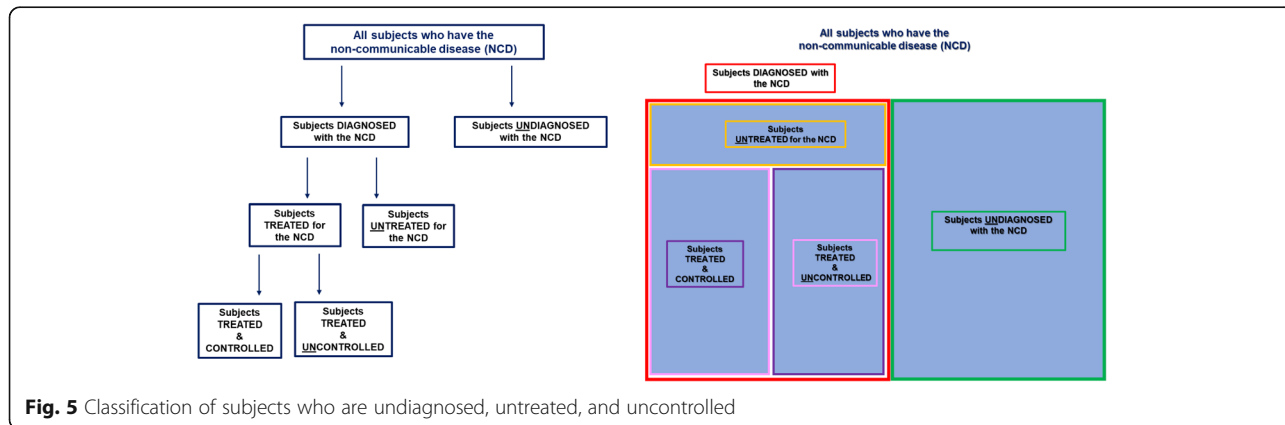 All subjects who have the
non-communicable disease (NCD)
Subjects DIAGNOSED
with the NCD
Subjects UNDIAGNOSED
with the NCD
Subjects
TREATED for
the NCD
Subjects
UNTREATED for
the NCD
Subjects
TREATED
&
CONTROLLED
Subjects
TREATED
&
UNCONTROLLED
All subjects who have the
non-communicable disease (NCD)
Subjects DIAGNOSED with
the NCD
Subjects
UNTREATED for the NCD
Subjects
TREATED
&
CONTROLLED
Subjects
TREATED
&
UNCONTROLLED
Subjects UNDIAGNOSED
with the NCD
Fig. 5 Classification of subjects who are undiagnosed, untreated, and uncontrolled